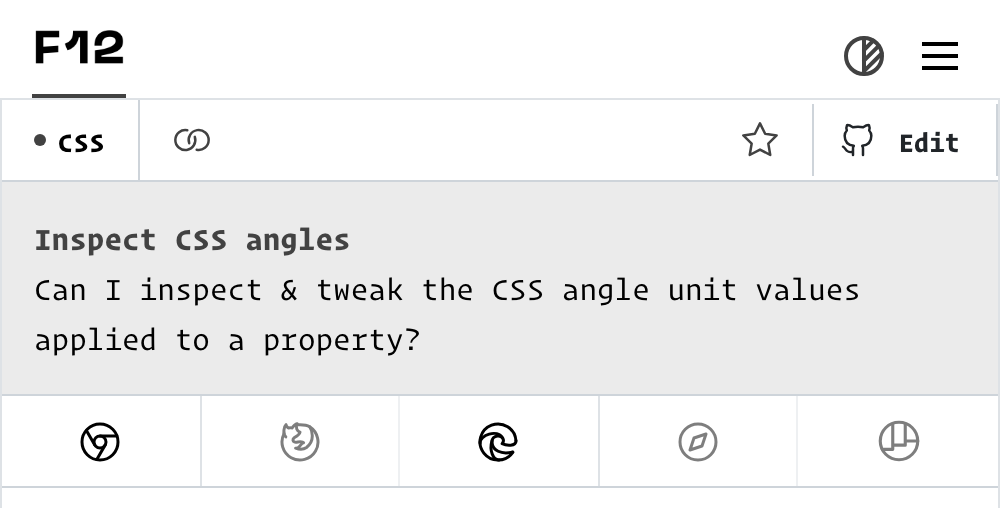 F12
CSS
Edit
Inspect CSS angles
Can I inspect & tweak the CSS angle unit values
applied to a property?